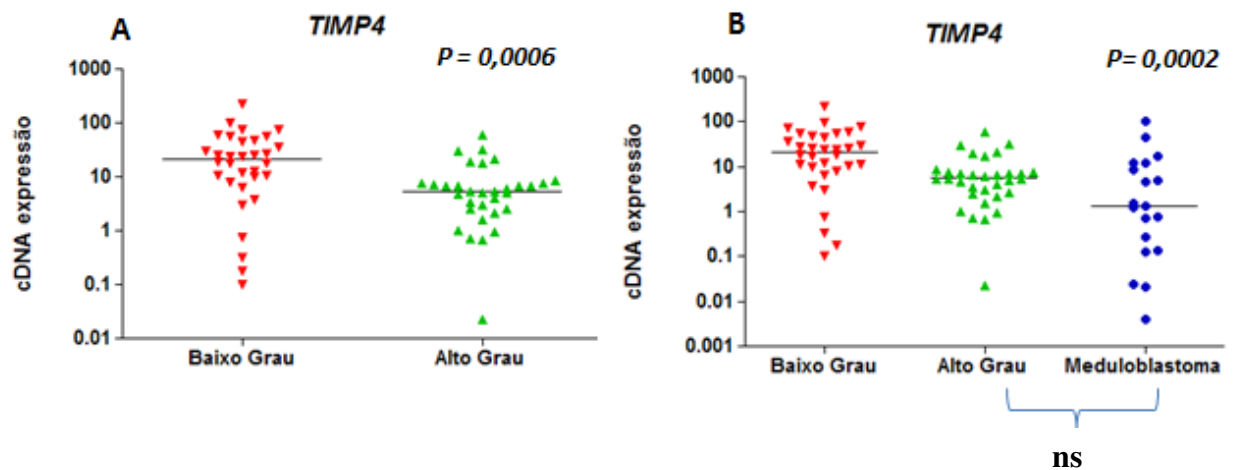 A
TIMP4
P = 0,0006
cDNA expressão
1000
100
10
1
0.1
0.01
Baixo Grau
Alto Grau
B
TIMP4
P= 0,0002
cDNA expressão
1000
100
10
1
0.1
0.01
0.001
Baixo Grau
Alto Grau
Meduloblastoma
ns